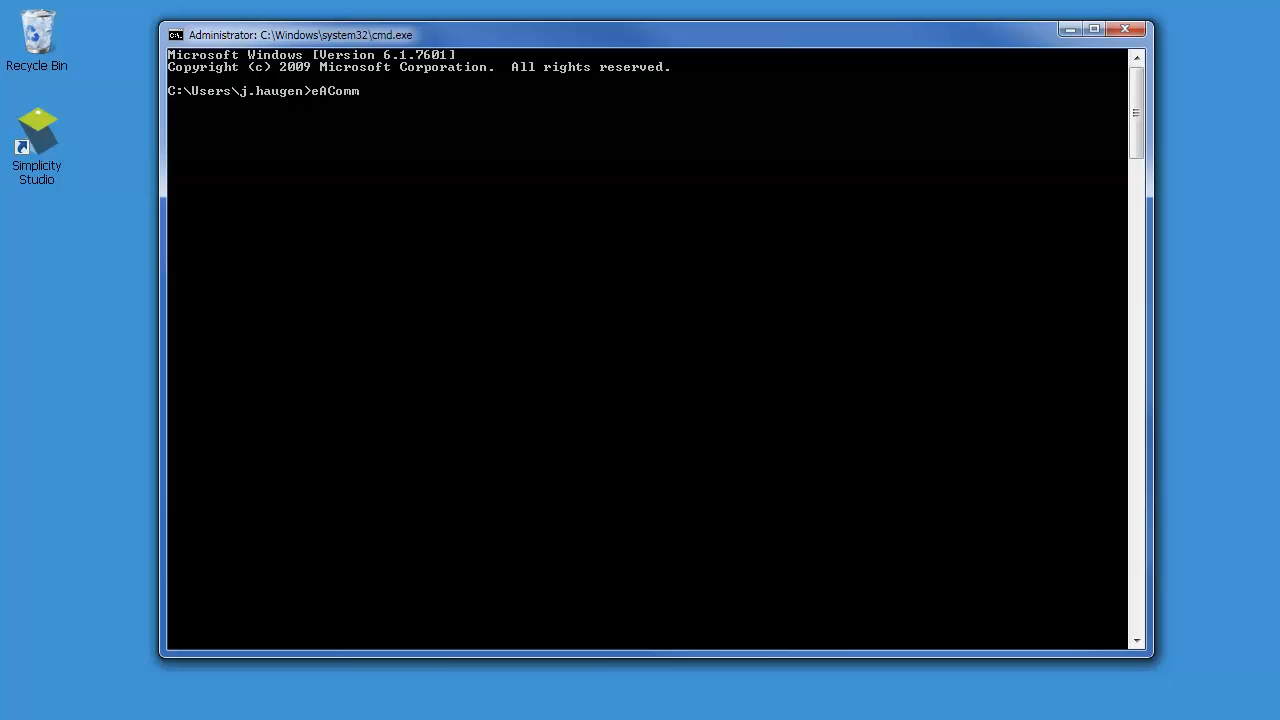 Recycle Bin
Simplicity
Studio
Administrator: C:\Windows\system32\cmd.exe
Microsoft Windows [Version 6.1.7601]
Copyright (c) 2009 Microsoft Corporation.  All rights reserved.
C:\Users\j.haugen>eAComm